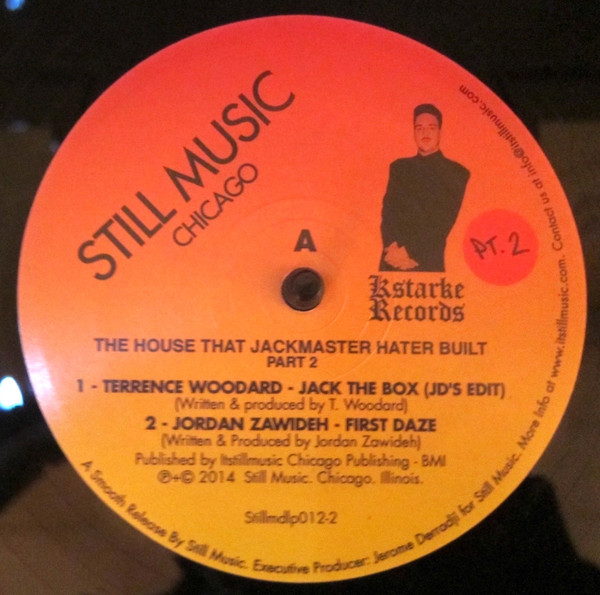 STILL MUSIC
CHICAGO
A
Kstarke
Records
PT. 2
THE HOUSE THAT JACKMASTER HATER BUILT
PART 2
1 - TERRENCE WOODARD - JACK THE BOX (JD'S EDIT)
(Written & produced by T. Woodard)
2 - JORDAN ZAWIDEH - FIRST DAZE
(Written & Produced by Jordan Zawideh)
Published by Itstillmusic Chicago Publishing - BMI
℗+© 2014 Still Music. Chicago. Illinois.
Stillmdlp012-2
A Smooth Release By Still Music. Executive Producer: Jerome Derradji for Still Music. More Info at www.itstillmusic.com. Contact us at info@itstillmusic.com